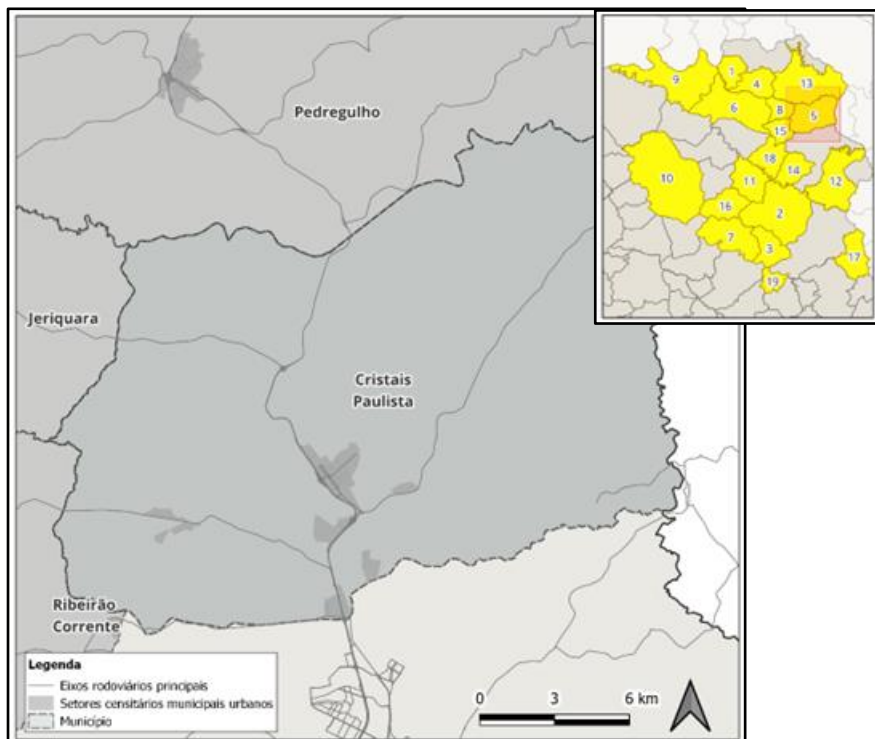 Pedregulho
Jeriquara
Cristais
Paulista
Ribeirão
Corrente
Legenda
Eixos rodoviários principais
Setores censitários municipais urbanos
Município
0 3 6 km
9
1
4
13
6
8
5
15
18
14
10
11
12
16
2
7
3
17
19